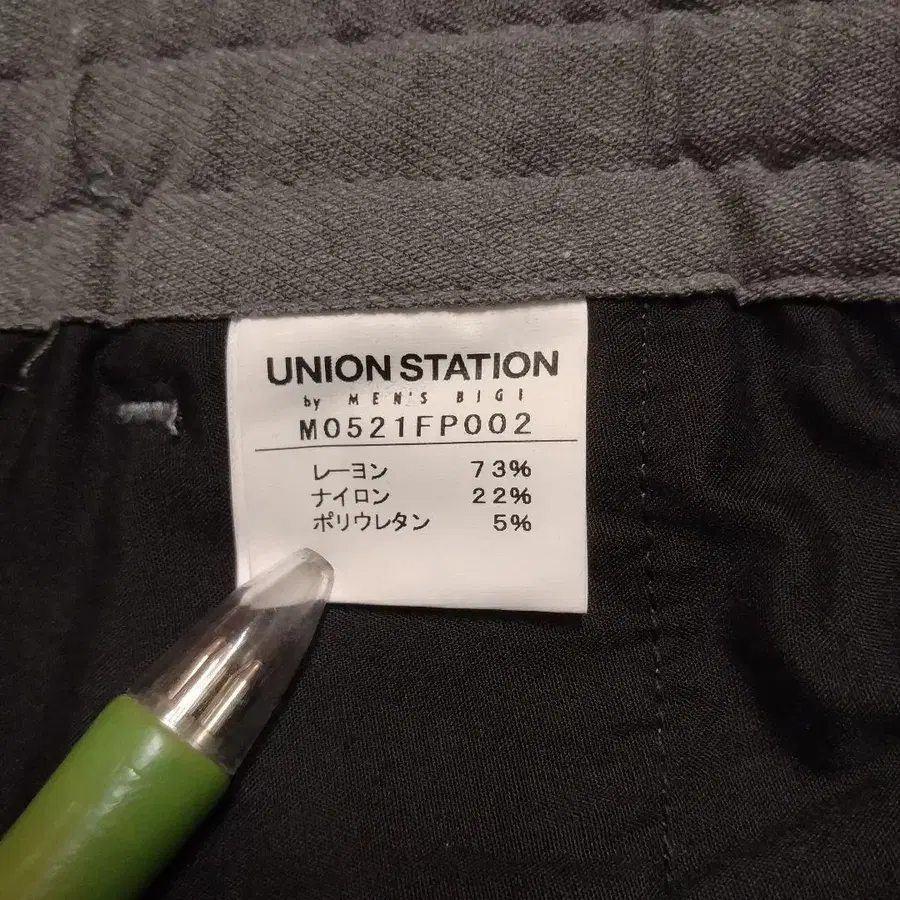 UNION STATION
by MEN'S BIGI
M0521FP002
レーヨン 73%
ナイロン 22%
ポリウレタン 5%